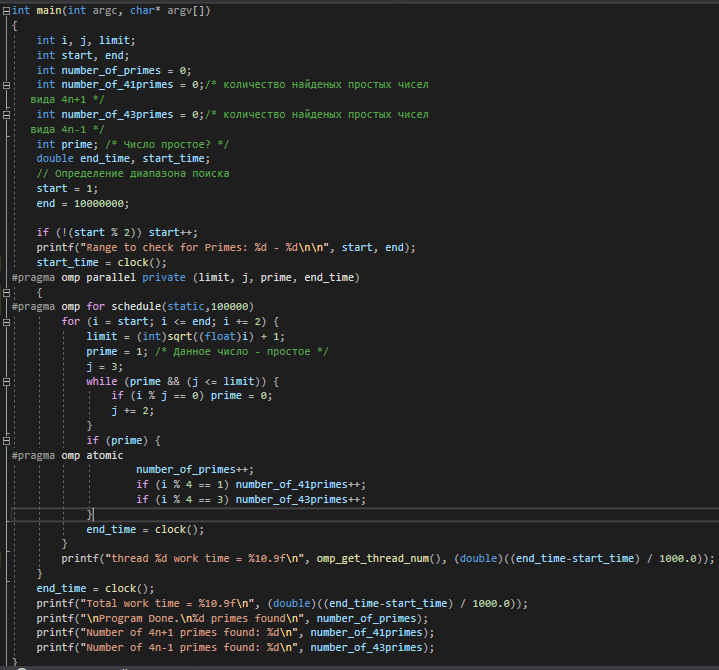 int main(int argc, char* argv[])
{
    int i, j, limit;
    int start, end;
    int number_of_primes = 0;
    int number_of_41primes = 0;/* количество найденых простых чисел
   вида 4n+1 */
    int number_of_43primes = 0;/* количество найденых простых чисел
   вида 4n-1 */
    int prime; /* Число простое? */
    double end_time, start_time;
    // Определение диапазона поиска
    start = 1;
    end = 10000000;

    if (!(start % 2)) start++;
    printf("Range to check for Primes: %d - %d\n\n", start, end);
    start_time = clock();
#pragma omp parallel private (limit, j, prime, end_time)
    {
#pragma omp for schedule(static,100000)
        for (i = start; i <= end; i += 2) {
            limit = (int)sqrt((float)i) + 1;
            prime = 1; /* Данное число - простое */
            j = 3;
            while (prime && (j <= limit)) {
                if (i % j == 0) prime = 0;
                j += 2;
            }
            if (prime) {
#pragma omp atomic
                    number_of_primes++;
                    if (i % 4 == 1) number_of_41primes++;
                    if (i % 4 == 3) number_of_43primes++;
            }
            end_time = clock();
        }
        printf("thread %d work time = %10.9f\n", omp_get_thread_num(), (double)((end_time-start_time) / 1000.0));
    }
    end_time = clock();
    printf("Total work time = %10.9f\n", (double)((end_time-start_time) / 1000.0));
    printf("\nProgram Done.\n%d primes found\n", number_of_primes);
    printf("Number of 4n+1 primes found: %d\n", number_of_41primes);
    printf("Number of 4n-1 primes found: %d\n", number_of_43primes);
}